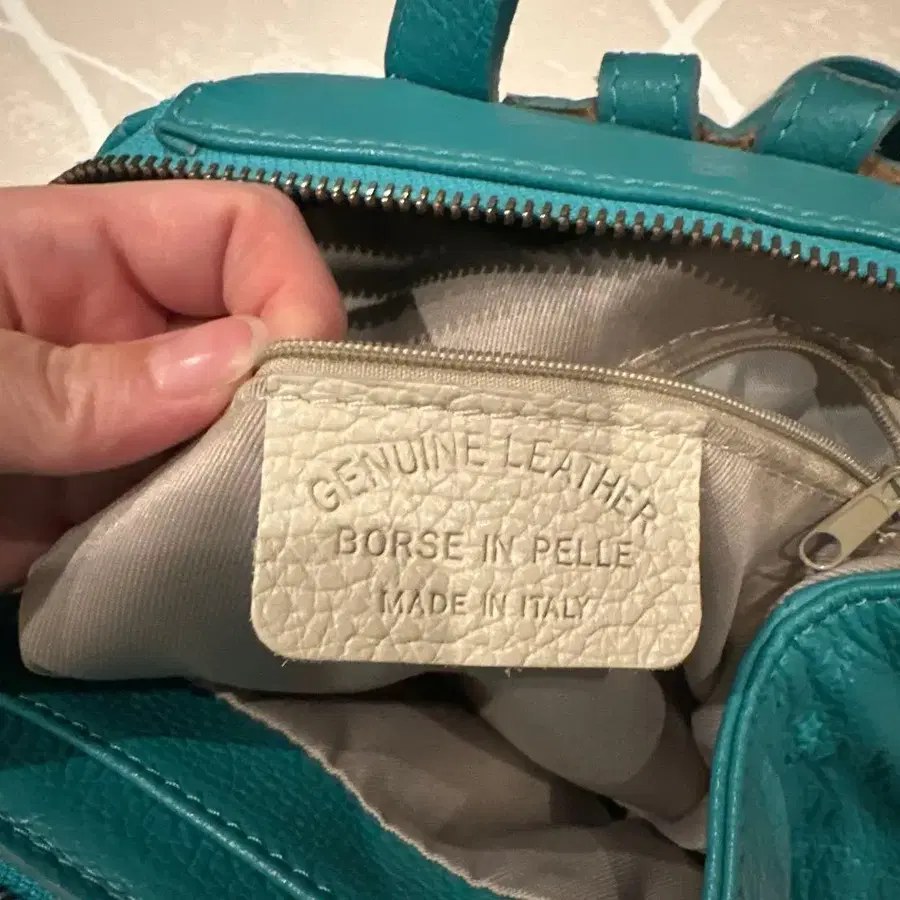 GENUINE LEATHER
BORSE IN PELLE
MADE IN ITALY